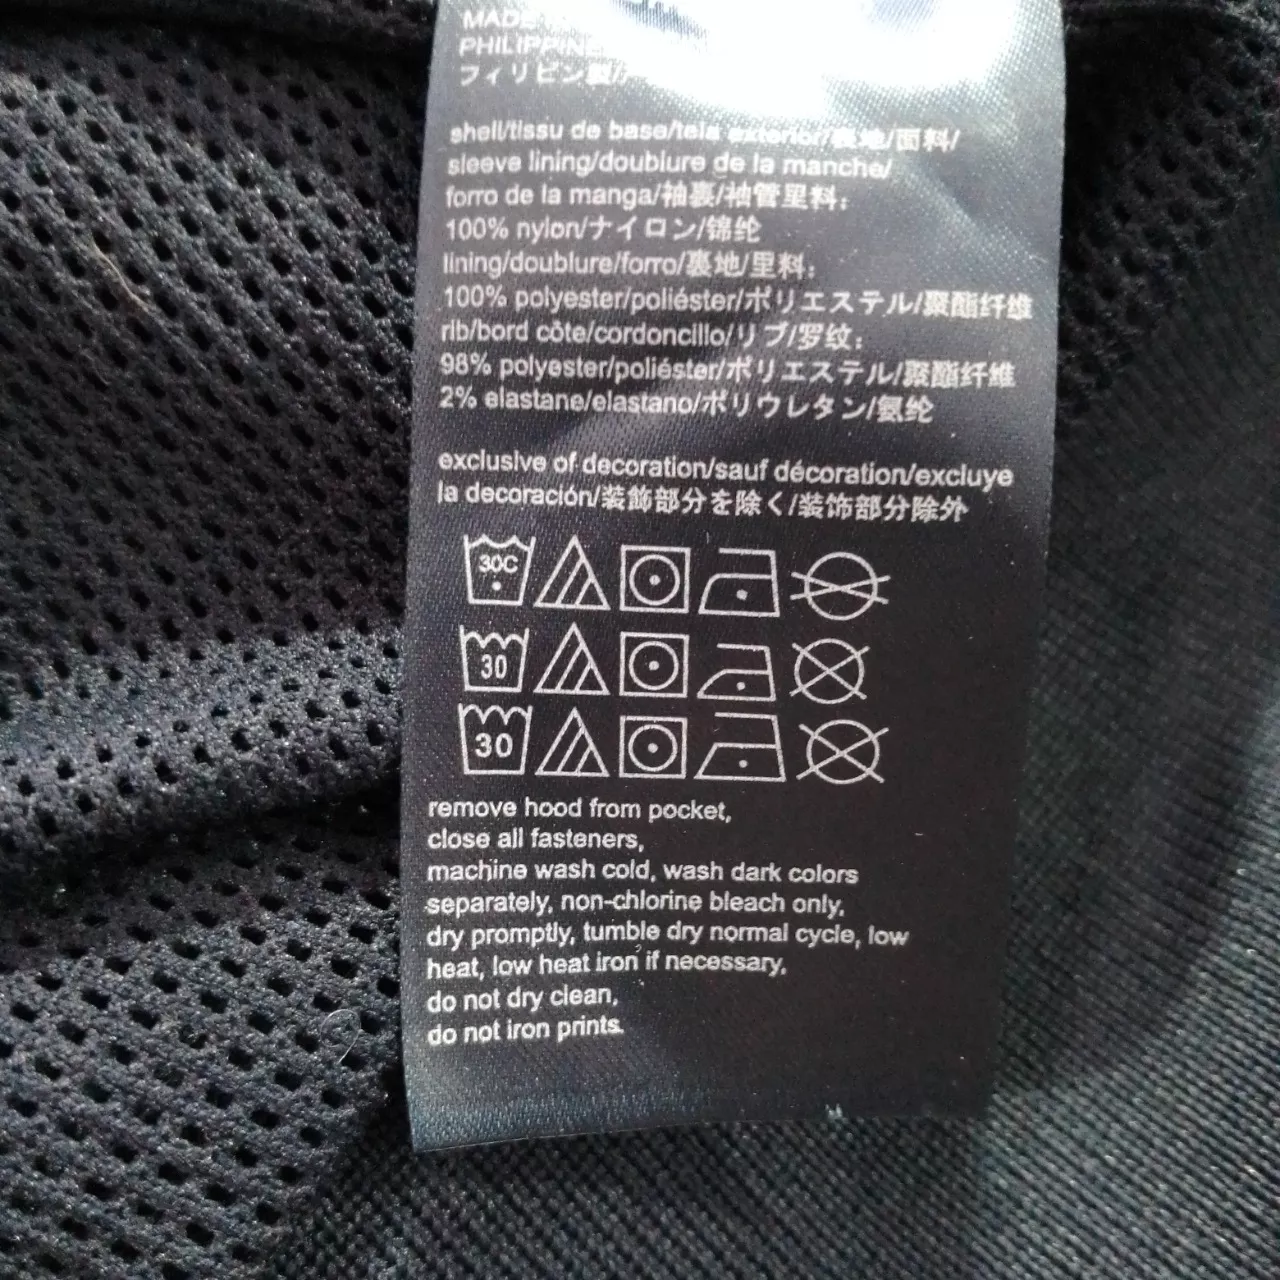 MADE
PHILIPPINE
フィリピン製/
shell/tissu de base/tela exterior/表地/面料/
sleeve lining/doublure de la manche/
forro de la manga/袖裏/袖管里料:
100% nylon/ナイロン/锦纶
lining/doublure/forro/裏地/里料:
100% polyester/poliéster/ポリエステル/聚酯纤维
rib/bord côte/cordoncillo/リブ/罗纹:
98% polyester/poliéster/ポリエステル/聚酯纤维
2% elastane/elastano/ポリウレタン/氨纶
exclusive of decoration/sauf décoration/excluye
la decoración/装飾部分を除く/装饰部分除外
30C
30
30
remove hood from pocket,
close all fasteners,
machine wash cold, wash dark colors
separately, non-chlorine bleach only,
dry promptly, tumble dry normal cycle, low
heat, low heat iron if necessary,
do not dry clean,
do not iron prints.